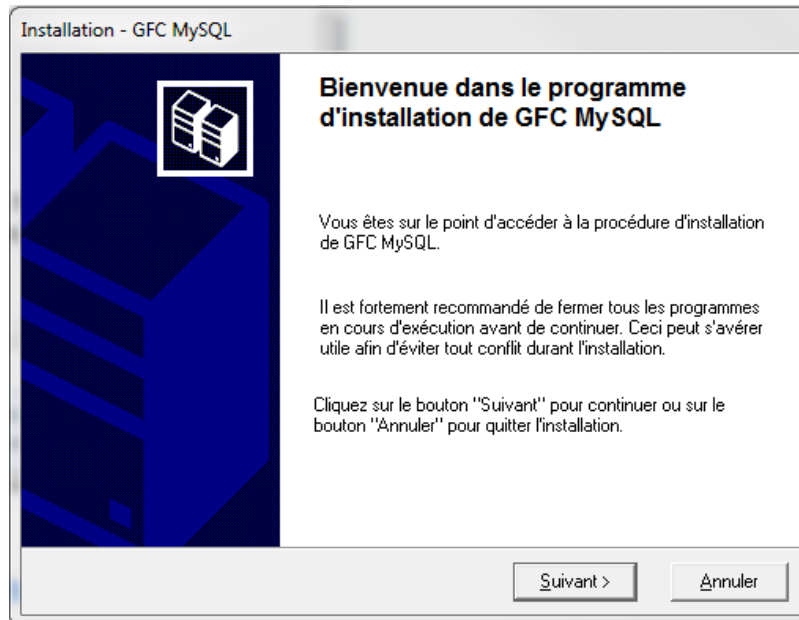 Installation - GFC MySQL
Bienvenue dans le programme
d'installation de GFC MySQL
Vous êtes sur le point d'accéder à la procédure d'installation
de GFC MySQL.
Il est fortement recommandé de fermer tous les programmes
en cours d'exécution avant de continuer. Ceci peut s'avérer
utile afin d'éviter tout conflit durant l'installation.
Cliquez sur le bouton "Suivant" pour continuer ou sur le
bouton "Annuler" pour quitter l'installation.
Suivant >
Annuler